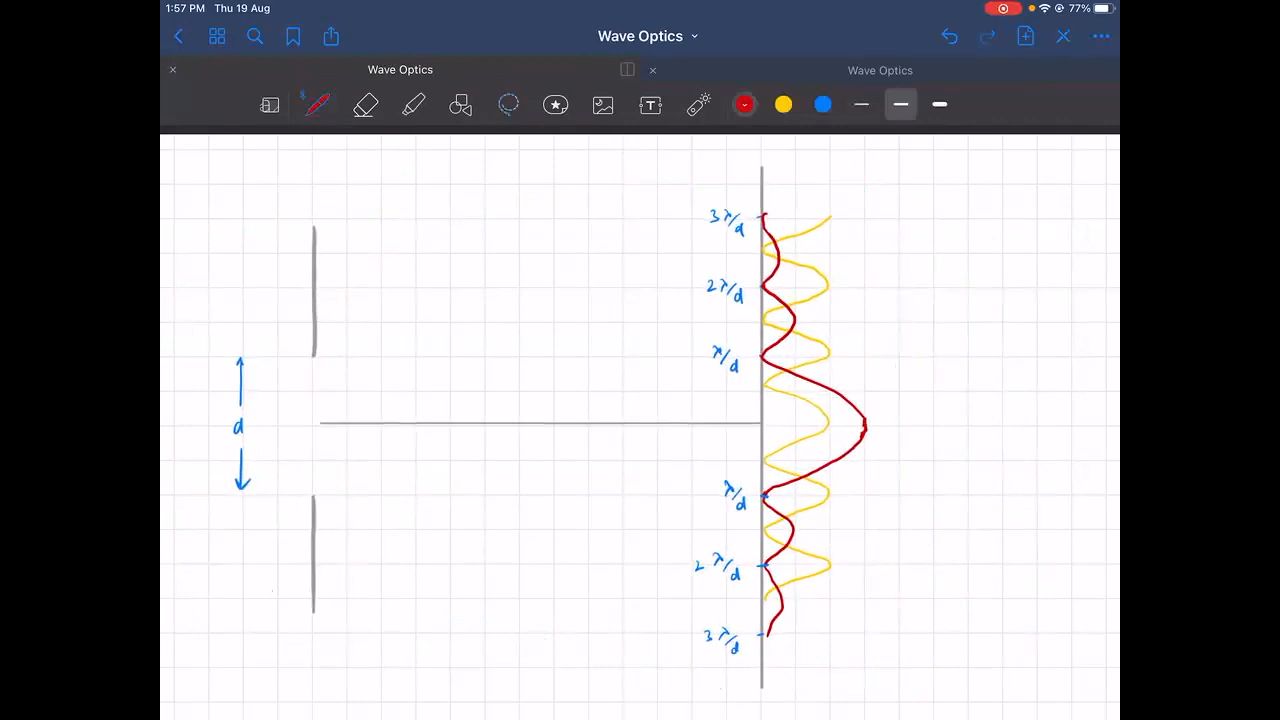 1:57 PM Thu 19 Aug
77%
Wave Optics
Wave Optics
Wave Optics
T
3λ/d
2λ/d
λ/d
d
λ/d
2λ/d
3λ/d